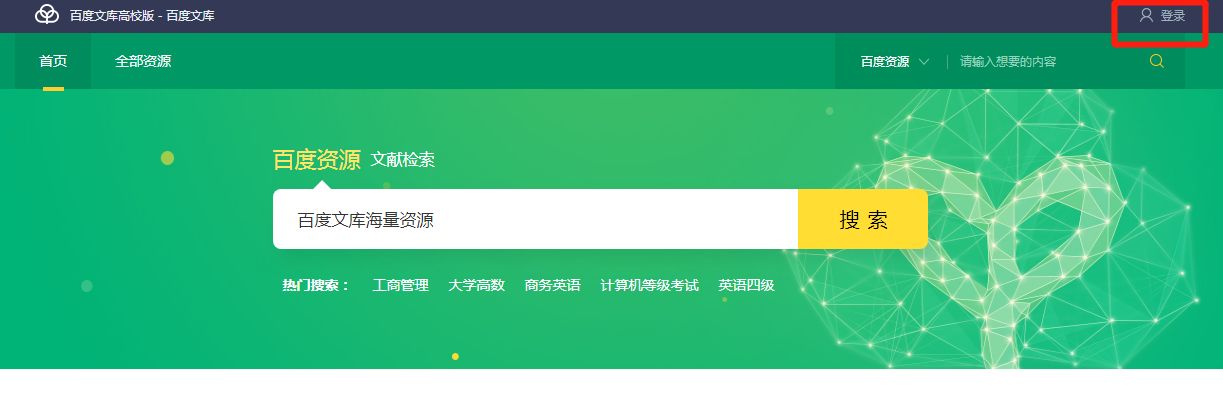 百度文库高校版 - 百度文库 登录
首页 全部资源 百度资源 请输入想要的内容
百度资源 文献检索
百度文库海量资源 搜 索
热门搜索： 工商管理 大学高数 商务英语 计算机等级考试 英语四级